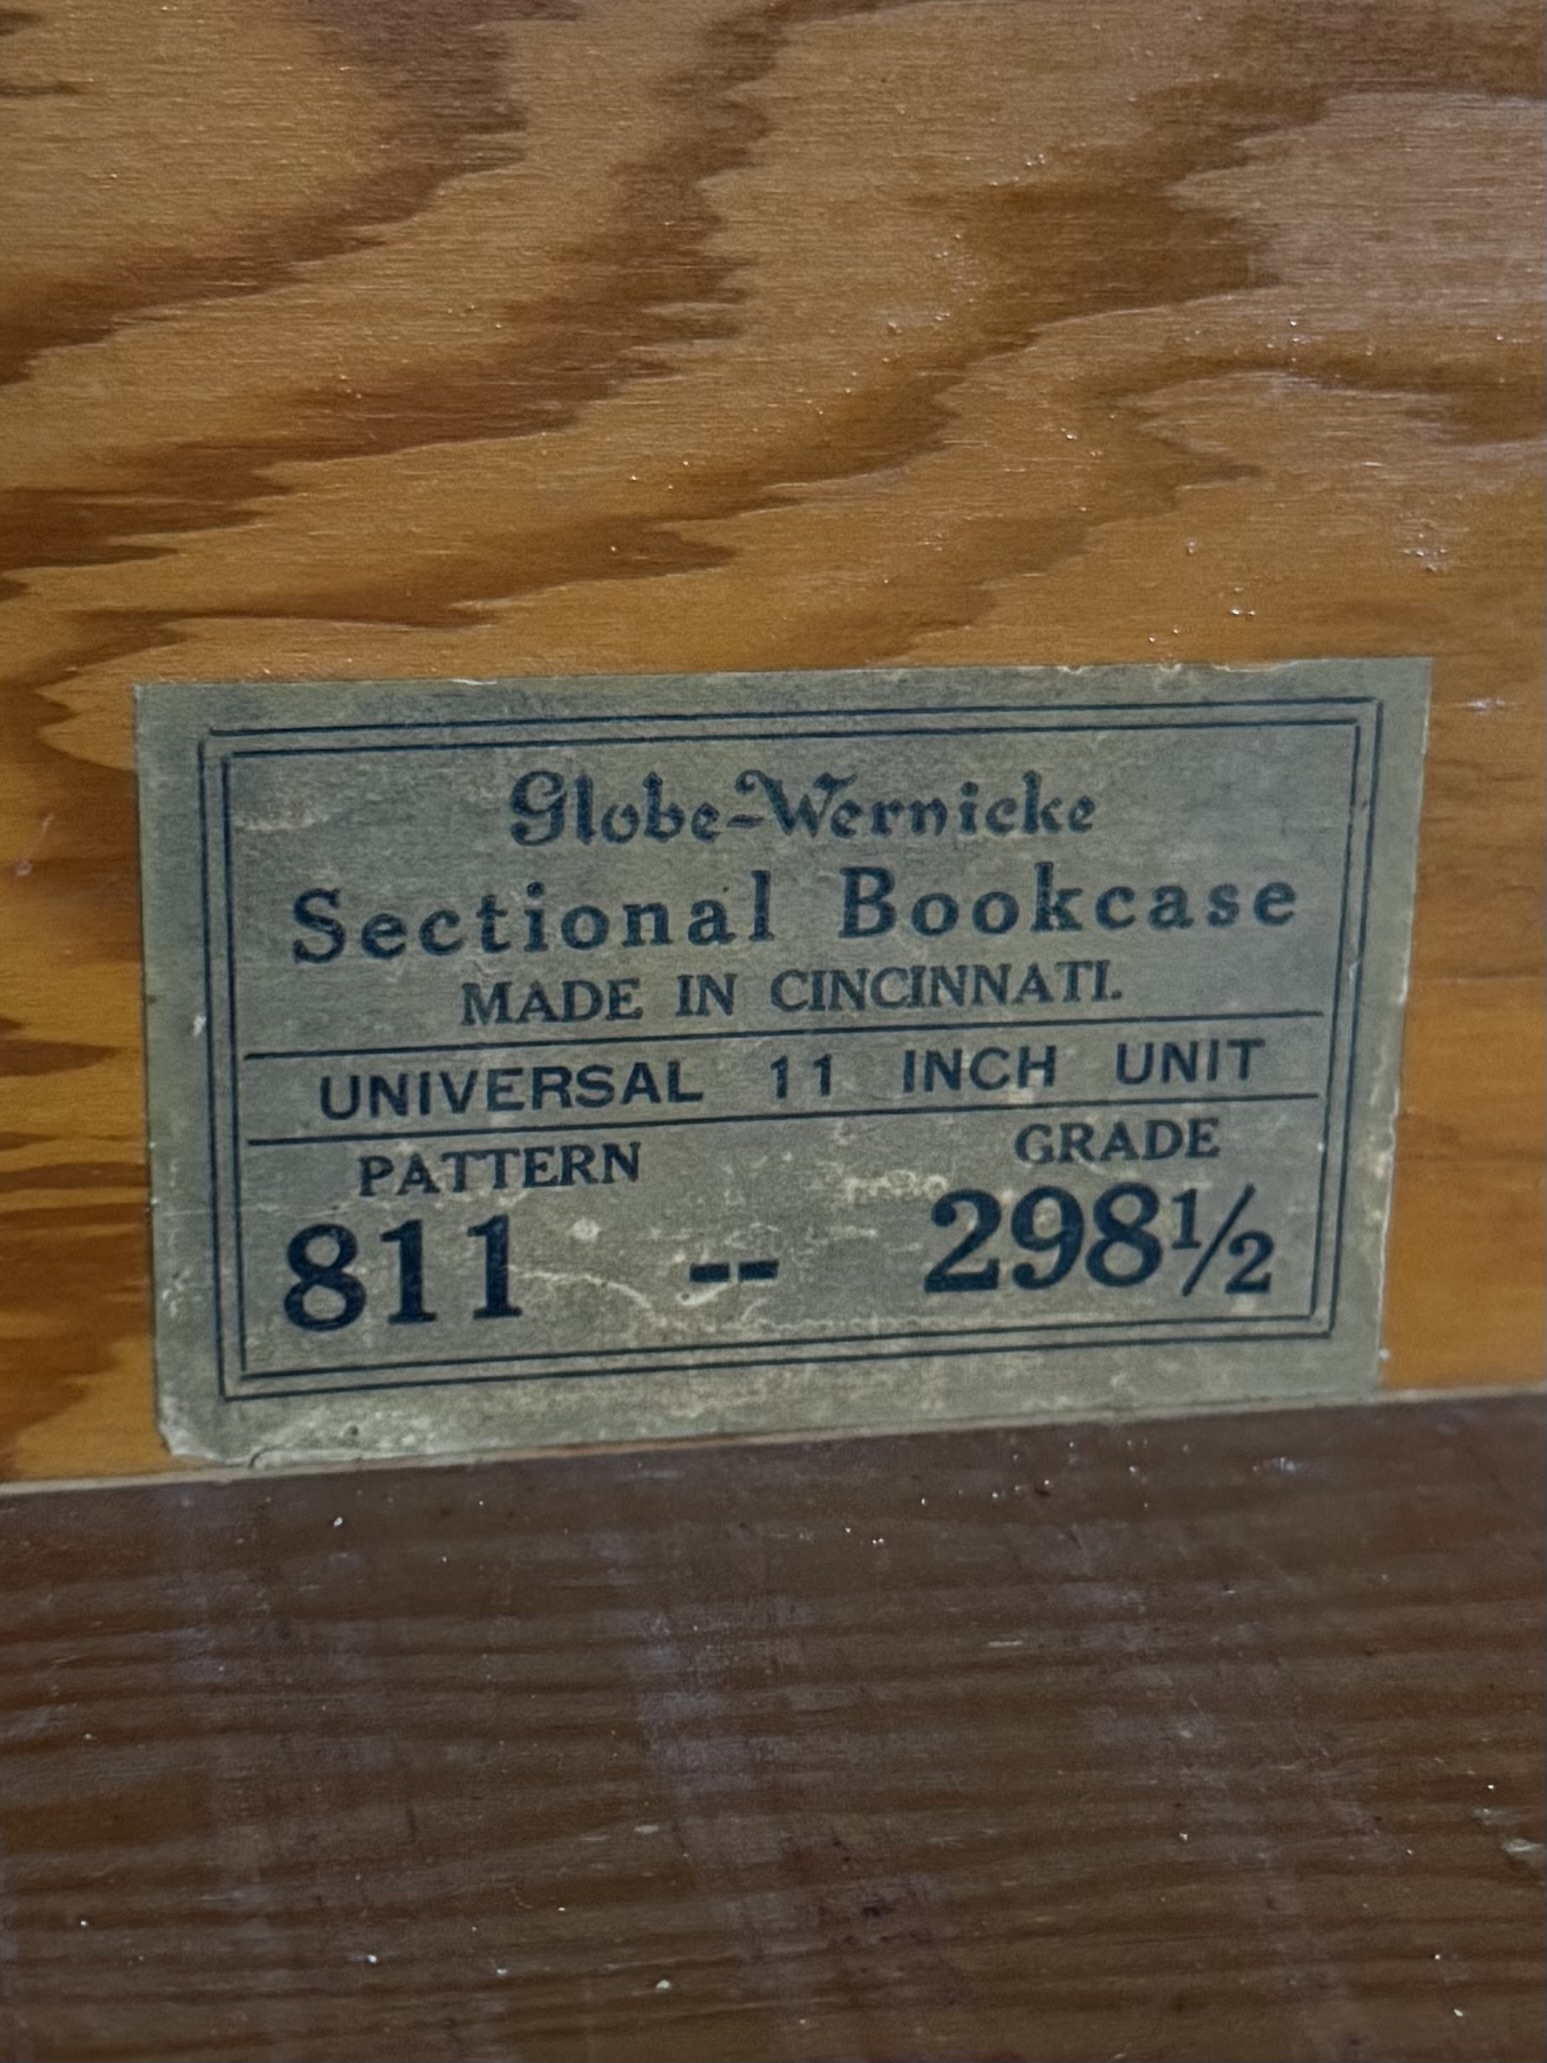 Globe-Wernicke
Sectional Bookcase
MADE IN CINCINNATI.
UNIVERSAL 11 INCH UNIT
PATTERN GRADE
811 -- 298½